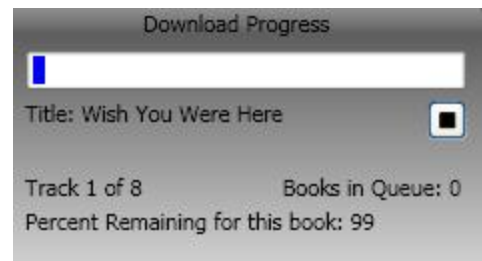 Download Progress
Title: Wish You Were Here
Track 1 of 8 Books in Queue: 0
Percent Remaining for this book: 99